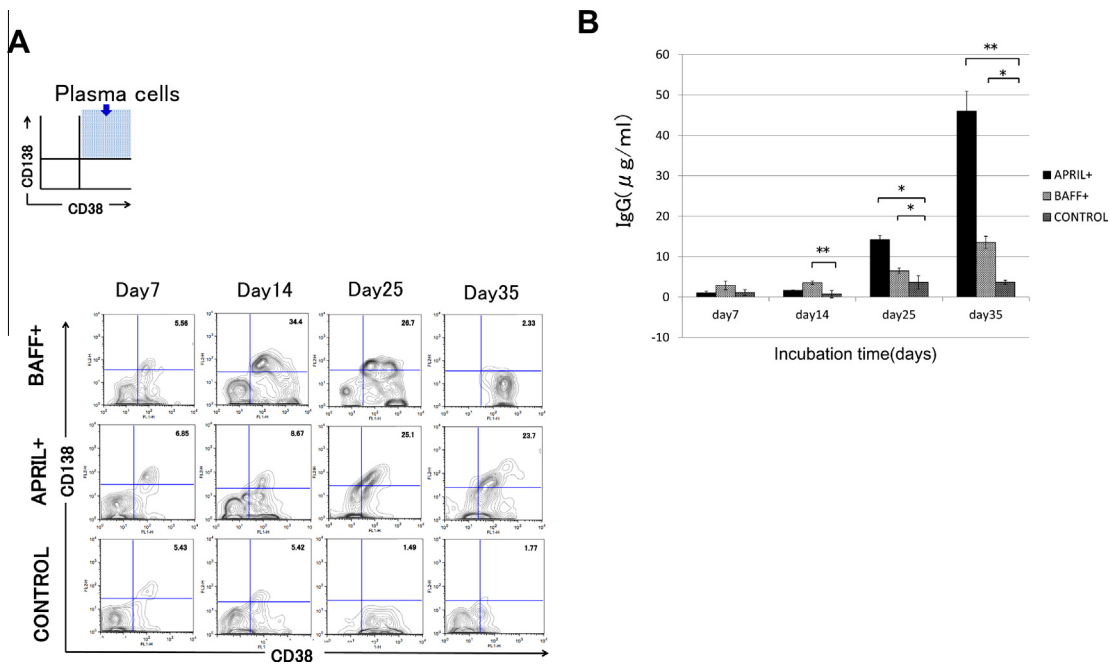 A
Plasma cells
CD138
CD38
Day7 Day14 Day25 Day35
BAFF+
5.56 34.4 26.7 2.33
APRIL+
6.85 8.67 25.1 23.7
CONTROL
5.43 5.42 1.49 1.77
CD138
CD38
B
IgG(μg/ml)
60
50
40
30
20
10
0
-10
** 
*
*
*
**
APRIL+
BAFF+
CONTROL
day7 day14 day25 day35
Incubation time(days)